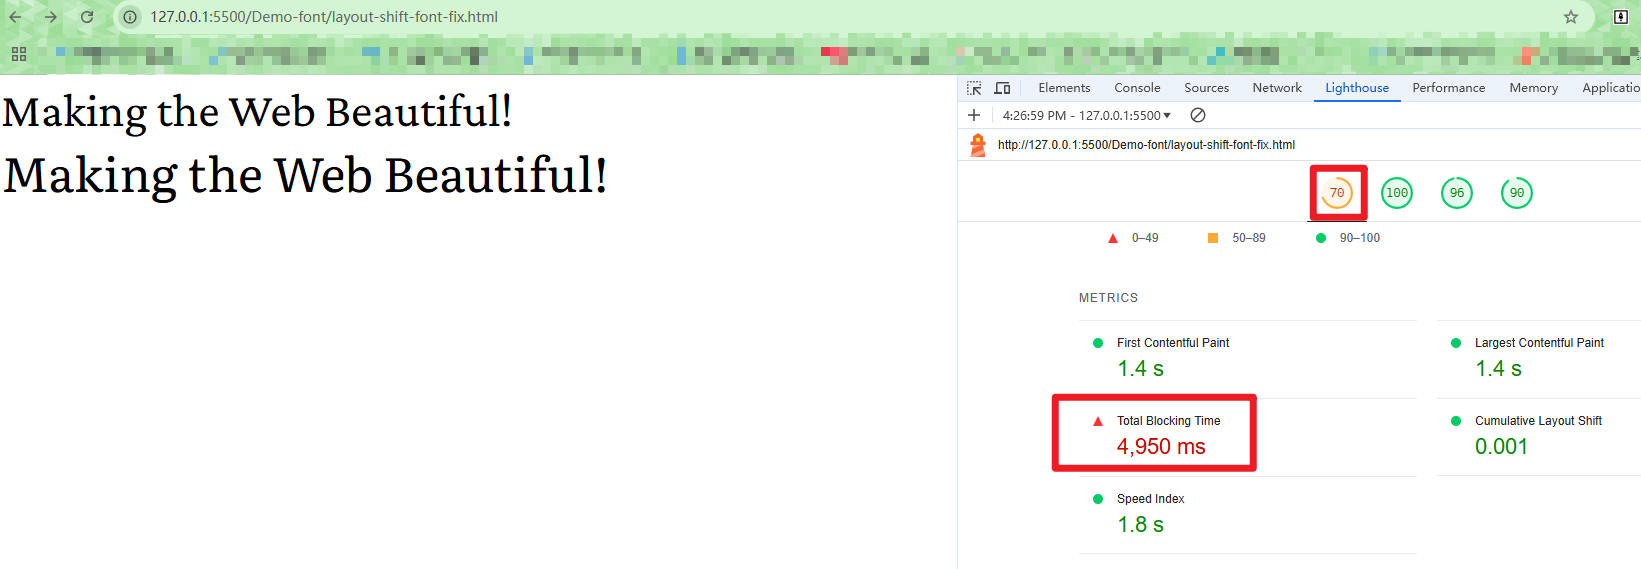 127.0.0.1:5500/Demo-font/layout-shift-font-fix.html
Making the Web Beautiful!
Making the Web Beautiful!
Elements Console Sources Network Lighthouse Performance Memory Applicatio
4:26:59 PM - 127.0.0.1:5500
http://127.0.0.1:5500/Demo-font/layout-shift-font-fix.html
70 100 96 90
0–49 50–89 90–100
METRICS
First Contentful Paint
1.4 s
Largest Contentful Paint
1.4 s
Total Blocking Time
4,950 ms
Cumulative Layout Shift
0.001
Speed Index
1.8 s